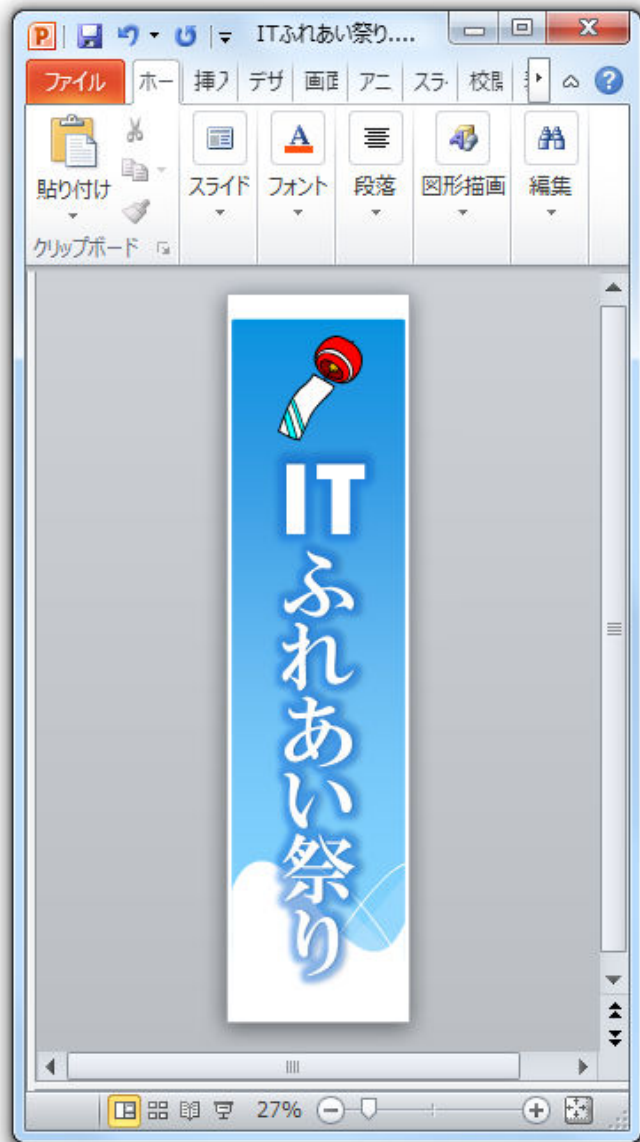 ITふれあい祭り....
ファイル ホー 挿入 デザ 画面 アニ スラ 校閲
貼り付け スライド フォント 段落 図形描画 編集
クリップボード
ITふれあい祭り
27%